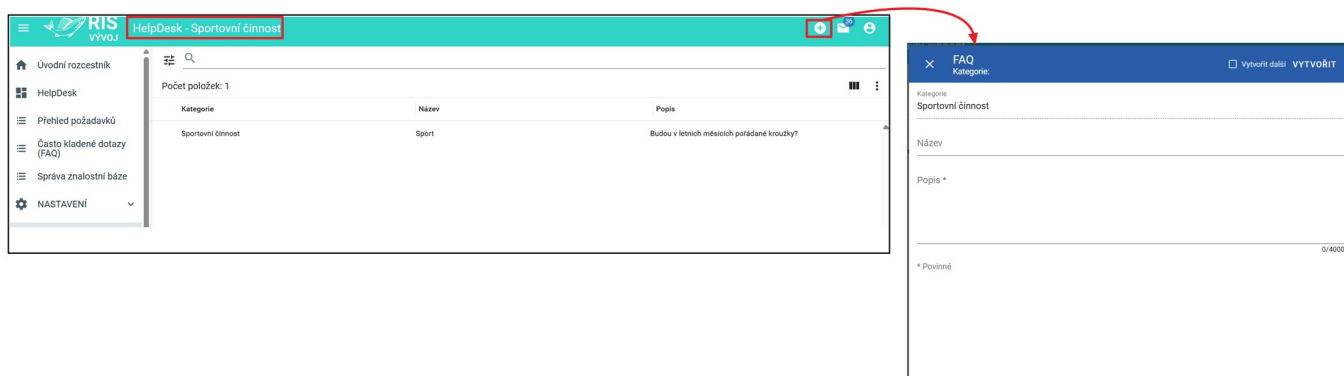 RIS
VÝVOJ
HelpDesk - Sportovní činnost
36
Úvodní rozcestník
HelpDesk
Přehled požadavků
Často kladené dotazy
(FAQ)
Správa znalostní báze
NASTAVENÍ
Počet položek: 1
Kategorie Název Popis
Sportovní činnost Sport Budou v letních měsících pořádané kroužky?
FAQ
Kategorie:
Vytvořit další VYTVOŘIT
Kategorie
Sportovní činnost
Název
Popis *
0/4000
* Povinné